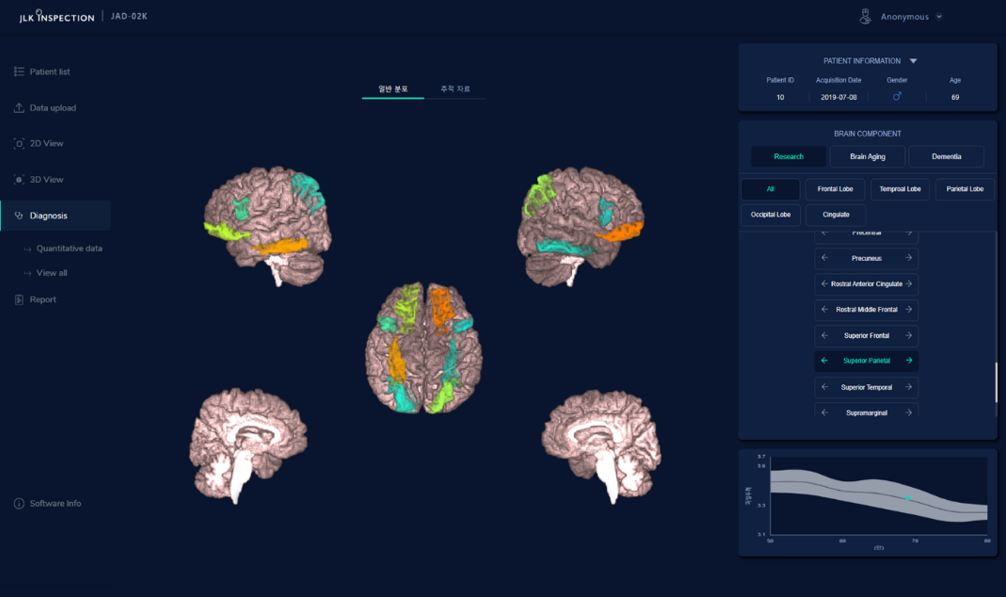 JLK INSPECTION | JAD-02K
Anonymous
Patient list
Data upload
2D View
3D View
Diagnosis
Quantitative data
View all
Report
Software Info
일반 분포
추적 자료
PATIENT INFORMATION
Patient ID Acquisition Date Gender Age
10 2019-07-08 69
BRAIN COMPONENT
Research Brain Aging Dementia
All Frontal Lobe Temproal Lobe Parietal Lobe
Occipital Lobe Cingulate
Precentral
Precuneus
Rostral Anterior Cingulate
Rostral Middle Frontal
Superior Frontal
Superior Parietal
Superior Temporal
Supramarginal
3.7
3.6
3.3
3.1
50 60 70 80